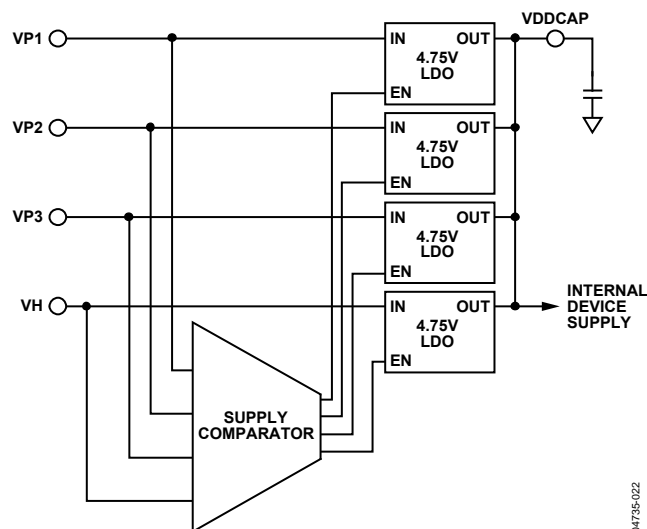 VP1
IN
OUT
4.75V
LDO
EN
VDDCAP
VP2
IN
OUT
4.75V
LDO
EN
VP3
IN
OUT
4.75V
LDO
EN
VH
IN
OUT
4.75V
LDO
EN
INTERNAL
DEVICE
SUPPLY
SUPPLY
COMPARATOR
04735-022